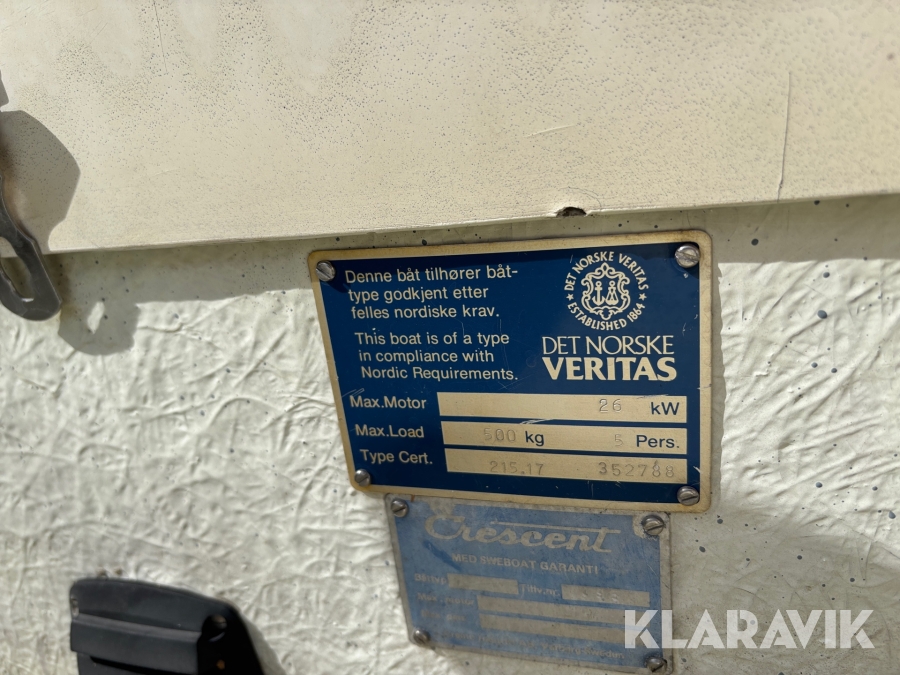 Denne båt tilhører båt-
type godkjent etter
felles nordiske krav.
This boat is of a type
in compliance with
Nordic Requirements.
DET NORSKE VERITAS
ESTABLISHED 1864
DET NORSKE
VERITAS
Max.Motor 26 kW
Max.Load 500 kg 5 Pers.
Type Cert. 215.17 352788
Crescent
MED SWEBOAT GARANTI
KLARAVIK